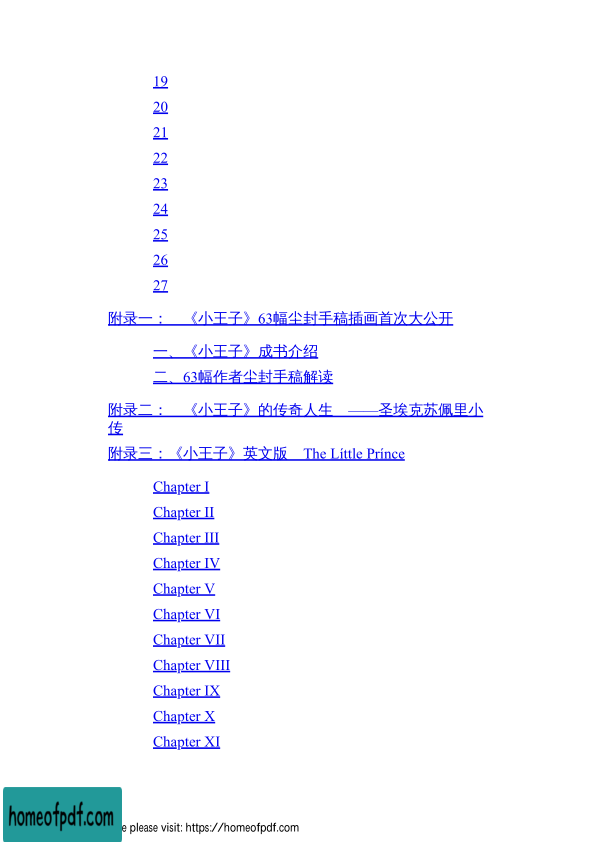 19
20
21
22
23
24
25
26
27
附录一： 《小王子》63幅尘封手稿插画首次大公开
一、《小王子》成书介绍
二、63幅作者尘封手稿解读
附录二： 《小王子》的传奇人生 ——圣埃克苏佩里小
传
附录三：《小王子》英文版 The Líttle Prínce
Chapter I
Chapter II
Chapter III
Chapter IV
Chapter V
Chapter VI
Chapter VII
Chapter VIII
Chapter IX
Chapter X
Chapter XI
homeofpdf.com
please visit: https://homeofpdf.com